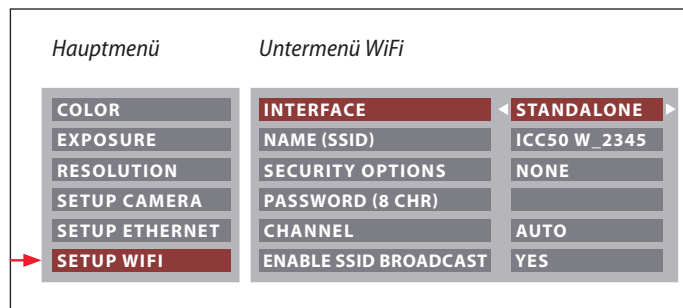 Hauptmenü
Untermenü WiFi
COLOR
EXPOSURE
RESOLUTION
SETUP CAMERA
SETUP ETHERNET
SETUP WIFI
INTERFACE STANDALONE
NAME (SSID) ICC50 W_2345
SECURITY OPTIONS NONE
PASSWORD (8 CHR)
CHANNEL AUTO
ENABLE SSID BROADCAST YES